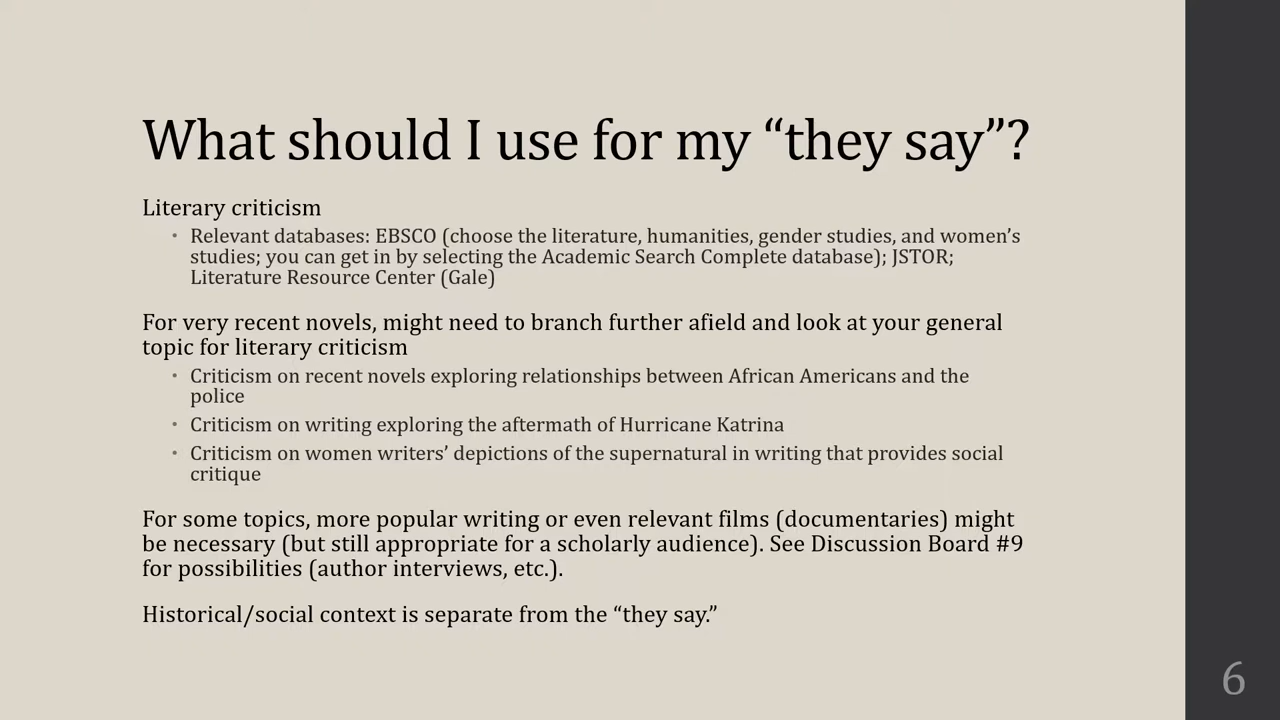 What should I use for my “they say”?
Literary criticism
• Relevant databases: EBSCO (choose the literature, humanities, gender studies, and women’s
studies; you can get in by selecting the Academic Search Complete database); JSTOR;
Literature Resource Center (Gale)
For very recent novels, might need to branch further afield and look at your general
topic for literary criticism
• Criticism on recent novels exploring relationships between African Americans and the
police
• Criticism on writing exploring the aftermath of Hurricane Katrina
• Criticism on women writers’ depictions of the supernatural in writing that provides social
critique
For some topics, more popular writing or even relevant films (documentaries) might
be necessary (but still appropriate for a scholarly audience). See Discussion Board #9
for possibilities (author interviews, etc.).
Historical/social context is separate from the “they say.”
6